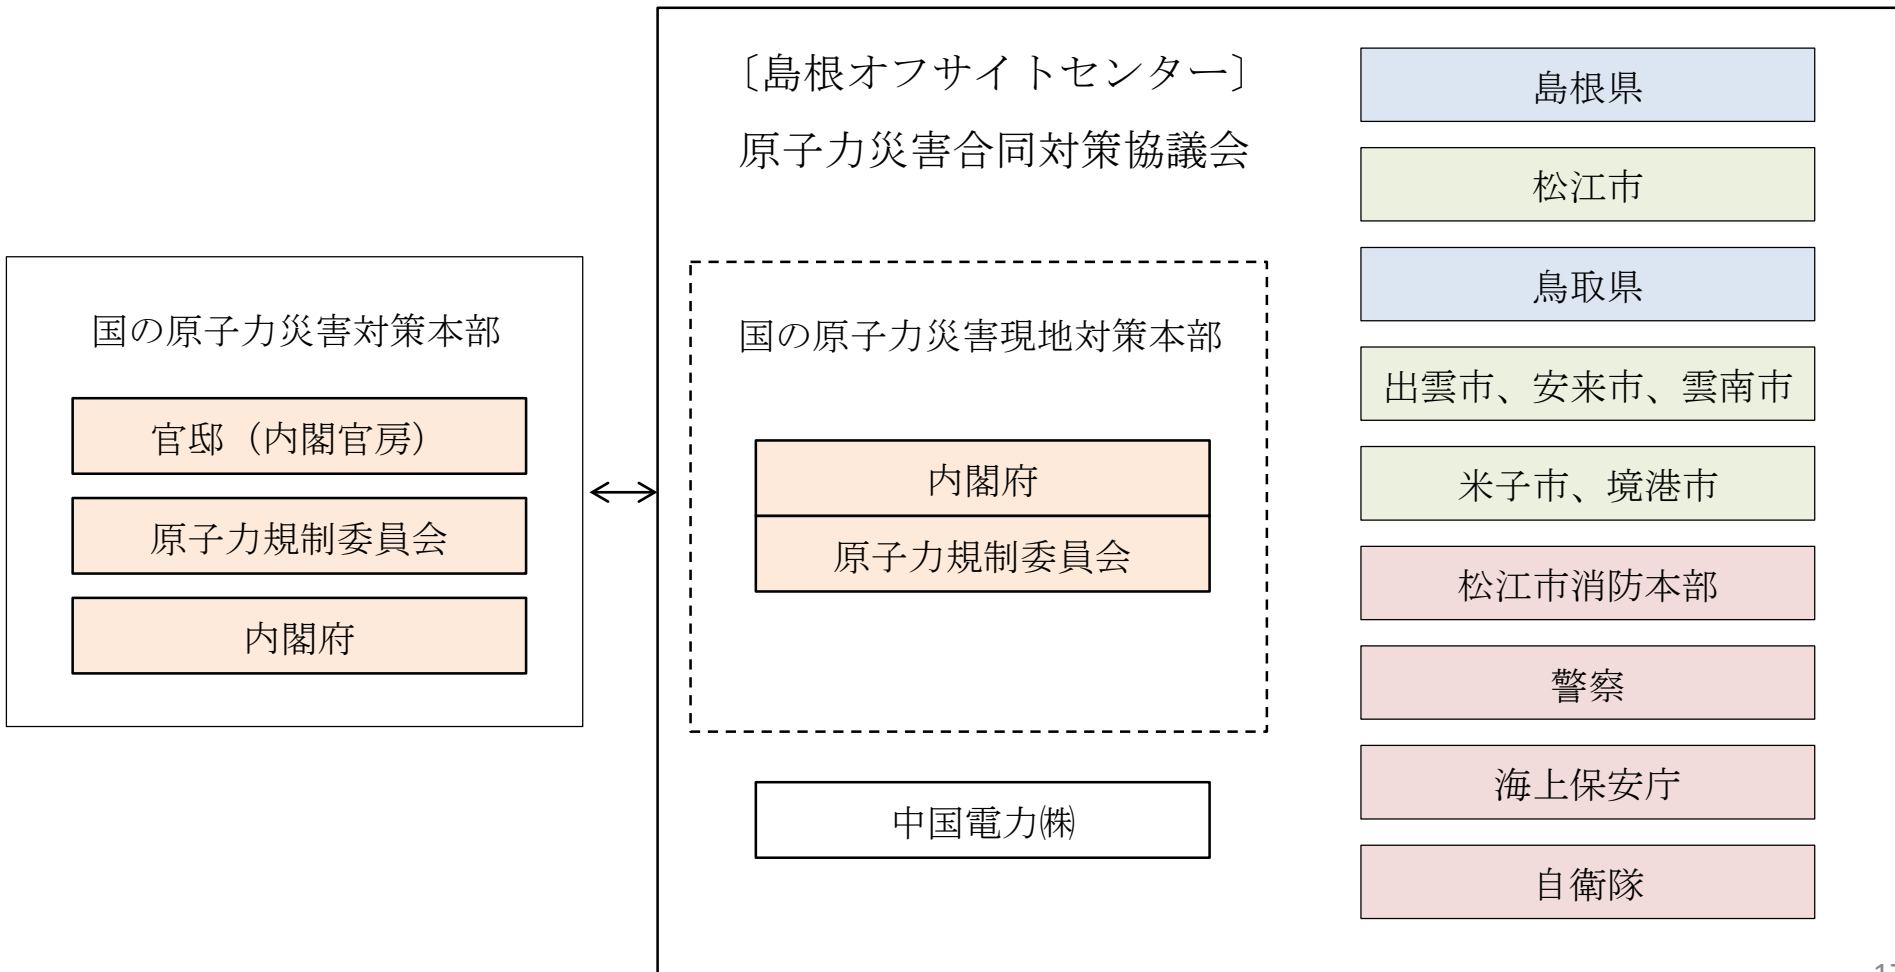 国の原子力災害対策本部
官邸（内閣官房）
原子力規制委員会
内閣府
〔島根オフサイトセンター〕
原子力災害合同対策協議会
国の原子力災害現地対策本部
内閣府
原子力規制委員会
中国電力㈱
島根県
松江市
鳥取県
出雲市、安来市、雲南市
米子市、境港市
松江市消防本部
警察
海上保安庁
自衛隊